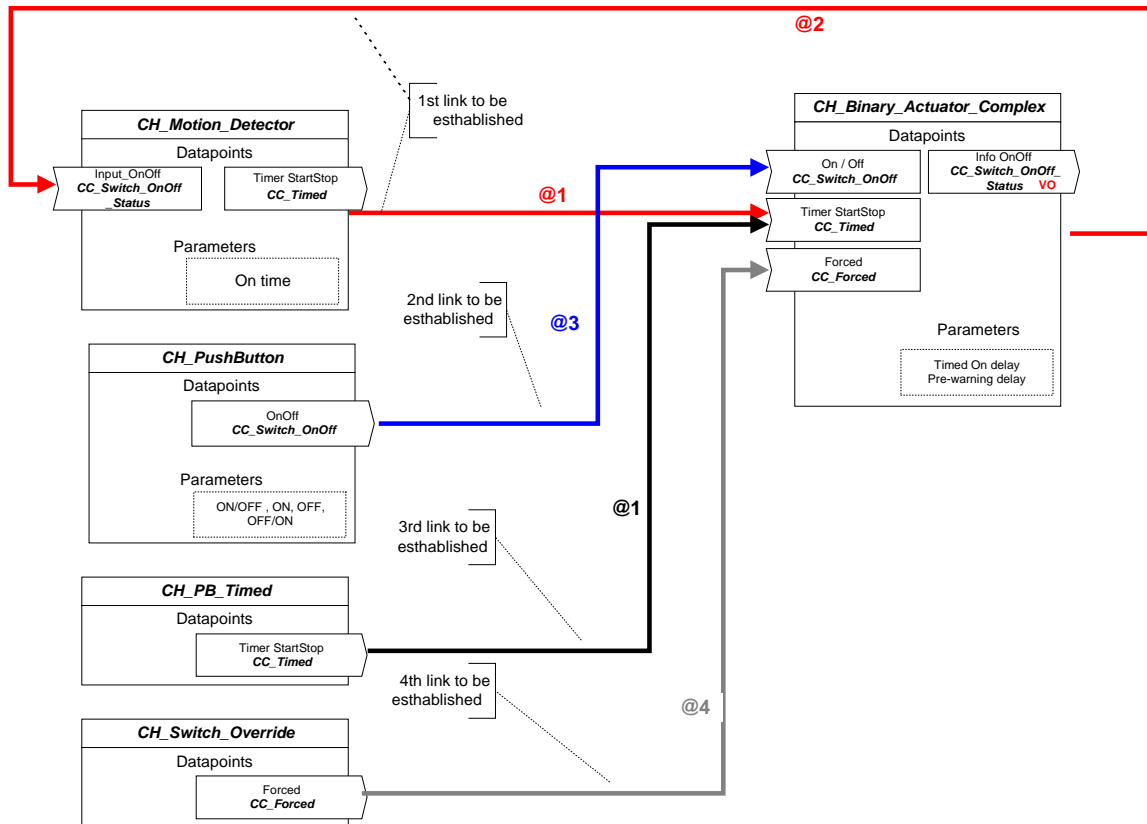 @2
1st link to be
esthablished
CH_Motion_Detector
Datapoints
Input_OnOff
CC_Switch_OnOff
_Status
Timer StartStop
CC_Timed
Parameters
On time
@1
CH_Binary_Actuator_Complex
Datapoints
On / Off
CC_Switch_OnOff
Info OnOff
CC_Switch_OnOff_
Status VO
Timer StartStop
CC_Timed
Forced
CC_Forced
Parameters
Timed On delay
Pre-warning delay
2nd link to be
esthablished
@3
CH_PushButton
Datapoints
OnOff
CC_Switch_OnOff
Parameters
ON/OFF , ON, OFF,
OFF/ON
3rd link to be
esthablished
@1
CH_PB_Timed
Datapoints
Timer StartStop
CC_Timed
4th link to be
esthablished
@4
CH_Switch_Override
Datapoints
Forced
CC_Forced